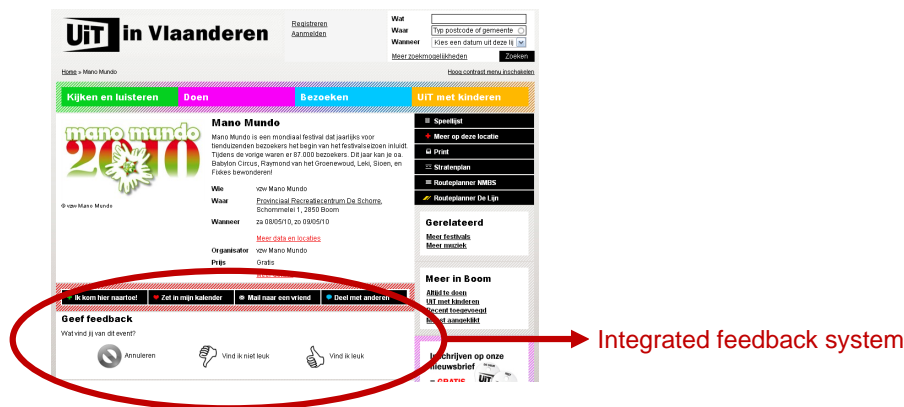 UiT in Vlaanderen
Registreren
Aanmelden
Wat
Waar Typ postcode of gemeente
Wanneer Kies een datum uit deze lij
Meer zoekmogelijkheden Zoeken
Home » Mano Mundo
Hoog contrast menu inschakelen
Kijken en luisteren Doen Bezoeken UiT met kinderen
mano mundo
2010
© vzw Mano Mundo
Mano Mundo
Mano Mundo is een mondiaal festival dat jaarlijks voor
tienduizenden bezoekers het begin van het festivalseizoen inluidt.
Tijdens de vorige waren er 87.000 bezoekers. Dit jaar kan je oa.
Babylon Circus, Raymond van het Groenewoud, Leki, Sioen, en
Fixkes bewonderen!
Wie vzw Mano Mundo
Waar Provinciaal Recreatiecentrum De Schorre,
Schommelei 1, 2850 Boom
Wanneer za 08/05/10, zo 09/05/10
Meer data en locaties
Organisator vzw Mano Mundo
Prijs Gratis
Speellijst
Meer op deze locatie
Print
Stratenplan
Routeplanner NMBS
Routeplanner De Lijn
Gerelateerd
Meer festivals
Meer muziek
Meer in Boom
Altijd te doen
UiT met kinderen
Recent toegevoegd
Meest aangeklikt
Ik kom hier naartoe! Zet in mijn kalender Mail naar een vriend Deel met anderen
Geef feedback
Wat vind jij van dit event?
Annuleren Vind ik niet leuk Vind ik leuk
Inschrijven op onze
nieuwsbrief
= GRATIS UiT
Integrated feedback system